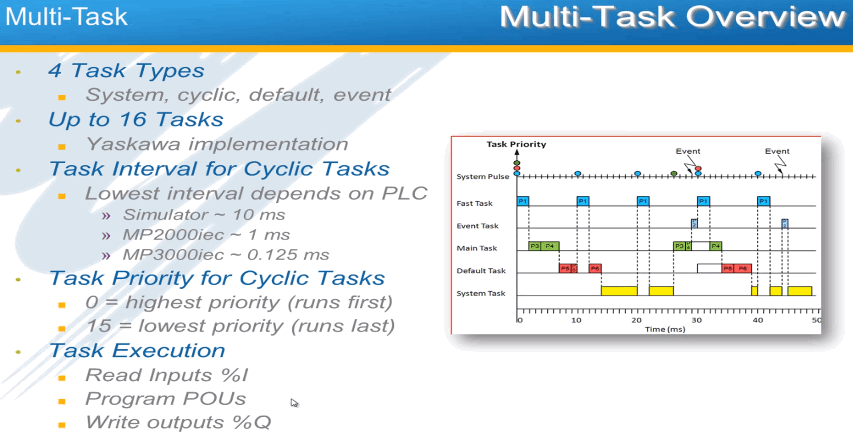 Multi-Task
Multi-Task Overview
4 Task Types
System, cyclic, default, event
Up to 16 Tasks
Yaskawa implementation
Task Interval for Cyclic Tasks
Lowest interval depends on PLC
» Simulator ~ 10 ms
» MP2000iec ~ 1 ms
» MP3000iec ~ 0.125 ms
Task Priority for Cyclic Tasks
0 = highest priority (runs first)
15 = lowest priority (runs last)
Task Execution
Read Inputs %I
Program POUs
Write outputs %Q
Task Priority
Event Event
System Pulse
Fast Task P1 P1 P1 P1 P1
Event Task
Main Task P3 P4 P3 P4
Default Task P5 P6 P5 P6
System Task
0 10 20 30 40 50
Time (ms)